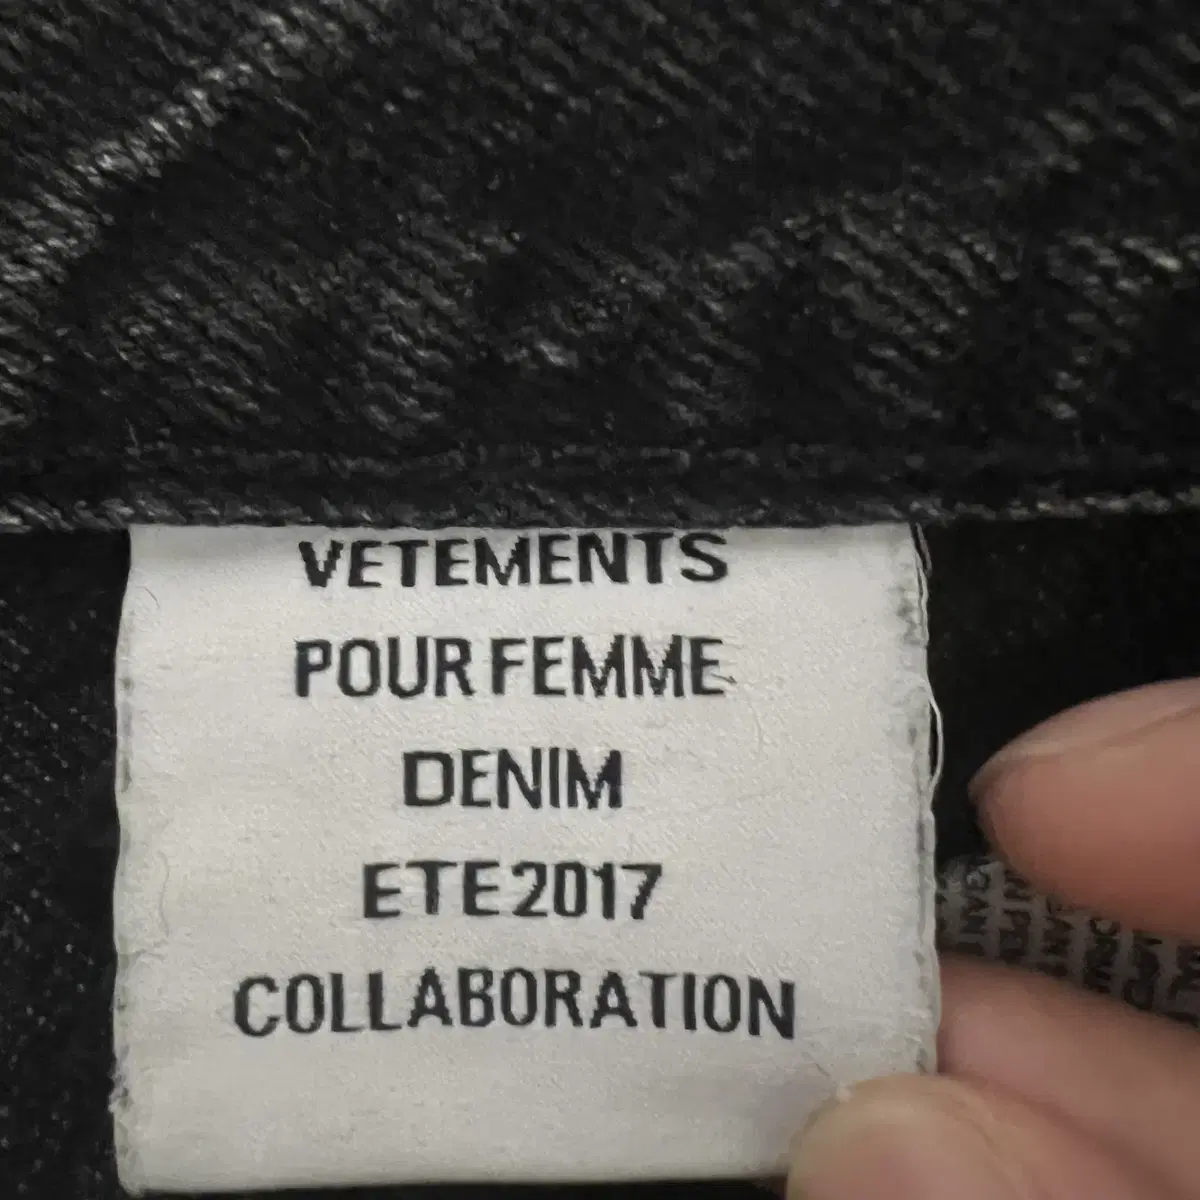 VETEMENTS
POUR FEMME
DENIM
ETE 2017
COLLABORATION